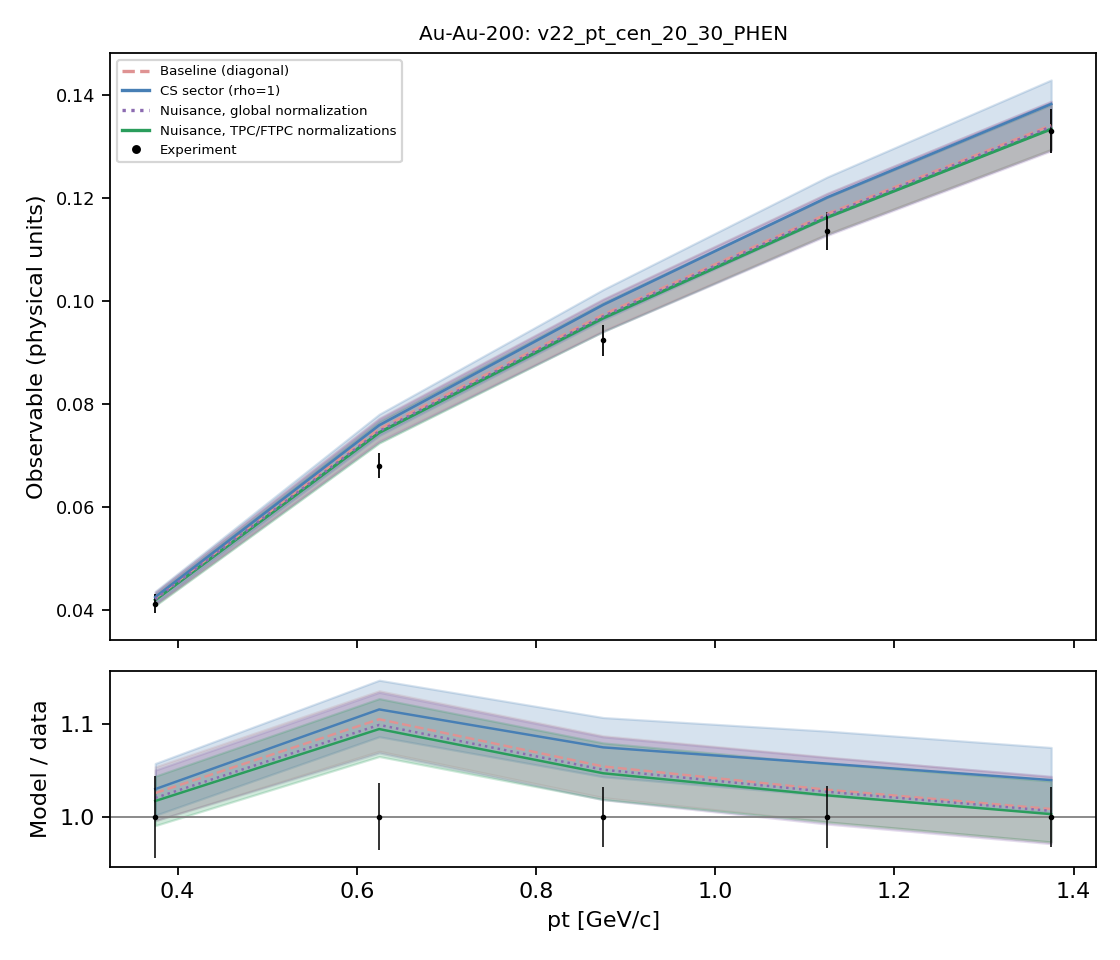 Au-Au-200: v22_pt_cen_20_30_PHEN
Baseline (diagonal)
CS sector (rho=1)
Nuisance, global normalization
Nuisance, TPC/FTPC normalizations
Experiment
Observable (physical units)
0.14
0.12
0.10
0.08
0.06
0.04
Model / data
1.1
1.0
0.4
0.6
0.8
1.0
1.2
1.4
pt [GeV/c]